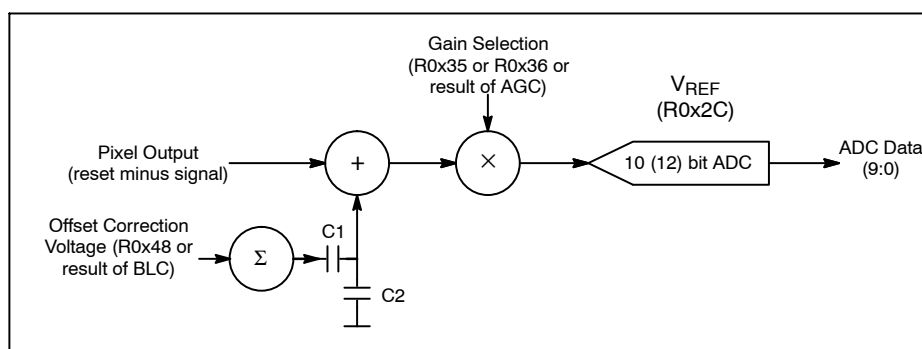 Gain Selection
(R0x35 or R0x36 or
result of AGC)
VREF
(R0x2C)
Pixel Output
(reset minus signal)
+
×
10 (12) bit ADC
ADC Data
(9:0)
Offset Correction
Voltage (R0x48 or
result of BLC)
Σ
C1
C2